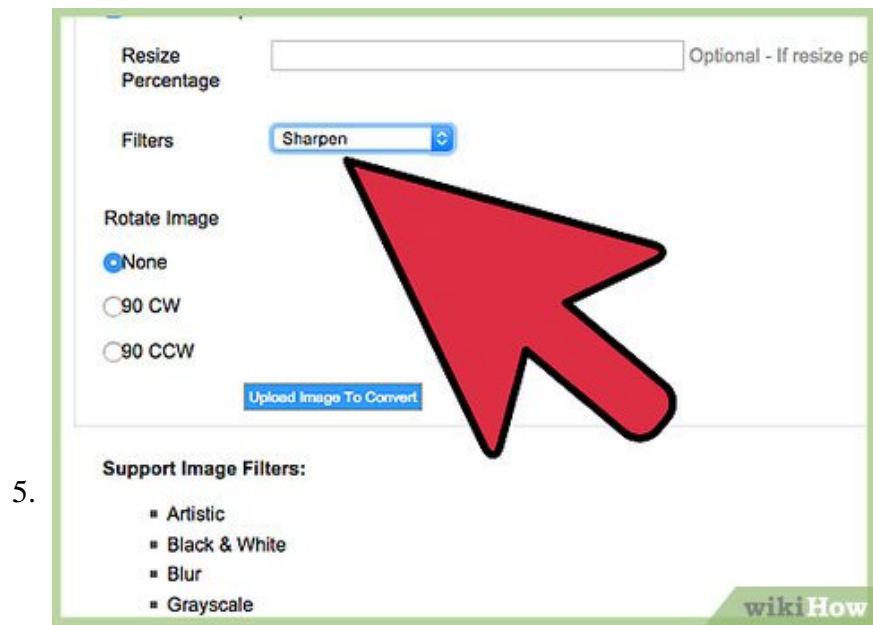 Resize
Percentage
Optional - If resize pe
Filters
Sharpen
Rotate Image
None
90 CW
90 CCW
Upload Image To Convert
Support Image Filters:
5.
Artistic
Black & White
Blur
Grayscale
wikiHow